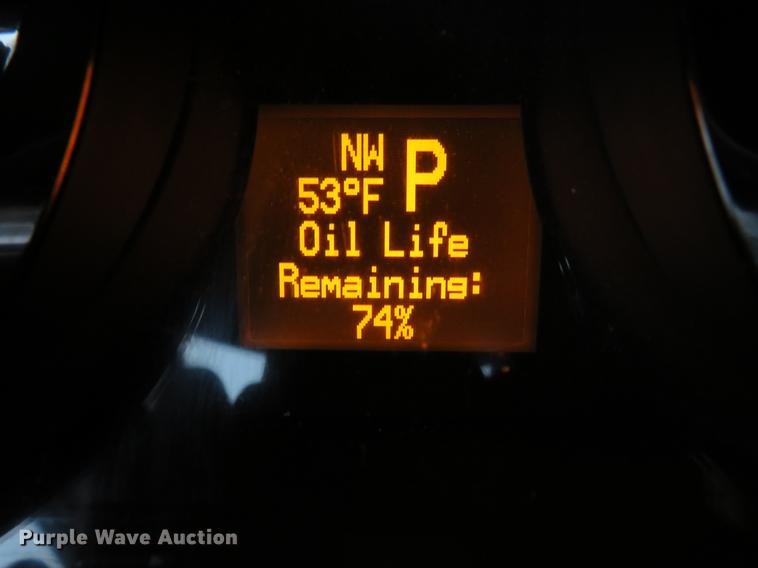 NW P
53°F
Oil Life
Remaining:
74%
Purple Wave Auction